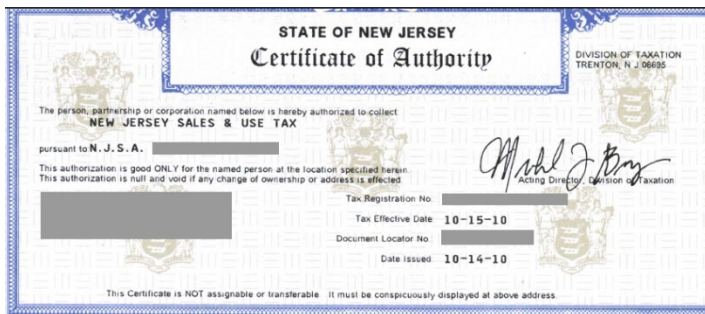 STATE OF NEW JERSEY
Certificate of Authority
DIVISION OF TAXATION
TRENTON, N J 08695
The person, partnership or corporation named below is hereby authorized to collect
NEW JERSEY SALES & USE TAX
pursuant to N.J.S.A.
This authorization is good ONLY for the named person at the location specified herein.
This authorization is null and void if any change of ownership or address is effected.
Acting Director, Division of Taxation
Tax Registration No.
Tax Effective Date 10-15-10
Document Locator No.
Date Issued 10-14-10
This Certificate is NOT assignable or transferable. It must be conspicuously displayed at above address.